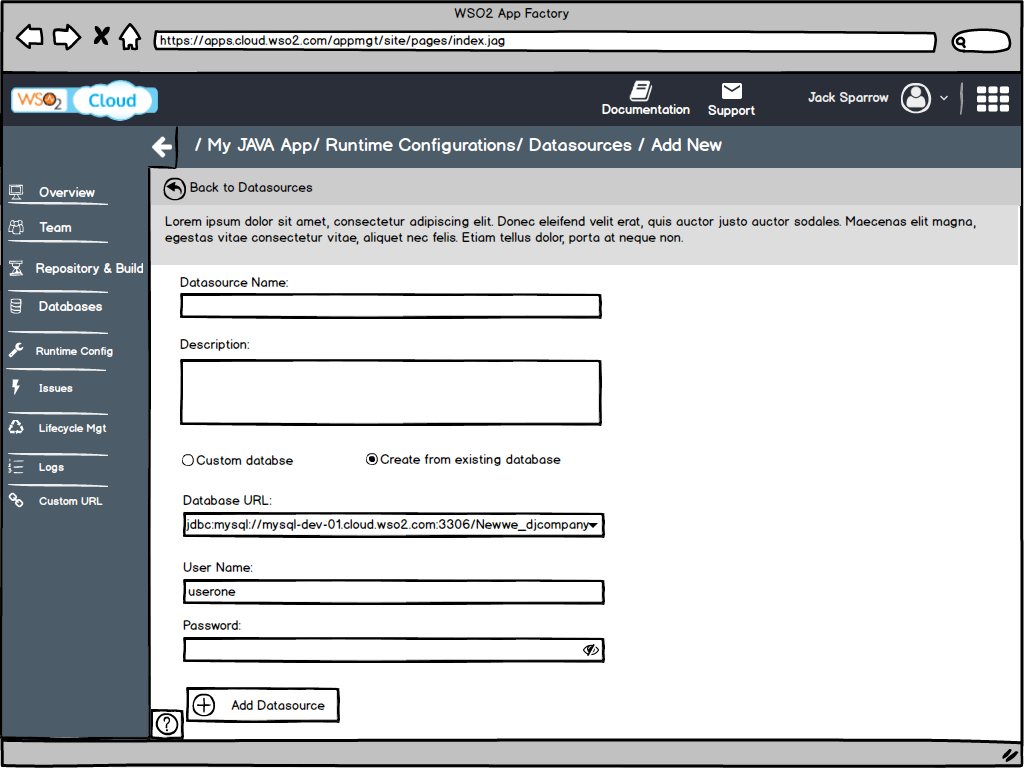 WSO2 App Factory
https://apps.cloud.wso2.com/appmgt/site/pages/index.jag
WSO2 Cloud
Documentation
Support
Jack Sparrow
/ My JAVA App/ Runtime Configurations/ Datasources / Add New
Back to Datasources
Lorem ipsum dolor sit amet, consectetur adipiscing elit. Donec eleifend velit erat, quis auctor justo auctor sodales. Maecenas elit magna,
egestas vitae consectetur vitae, aliquet nec felis. Etiam tellus dolor, porta at neque non.
Overview
Team
Repository & Build
Databases
Runtime Config
Issues
Lifecycle Mgt
Logs
Custom URL
Datasource Name:
Description:
Custom databse
Create from existing database
Database URL:
jdbc:mysql://mysql-dev-01.cloud.wso2.com:3306/Newwe_djcompany
User Name:
userone
Password:
Add Datasource
?